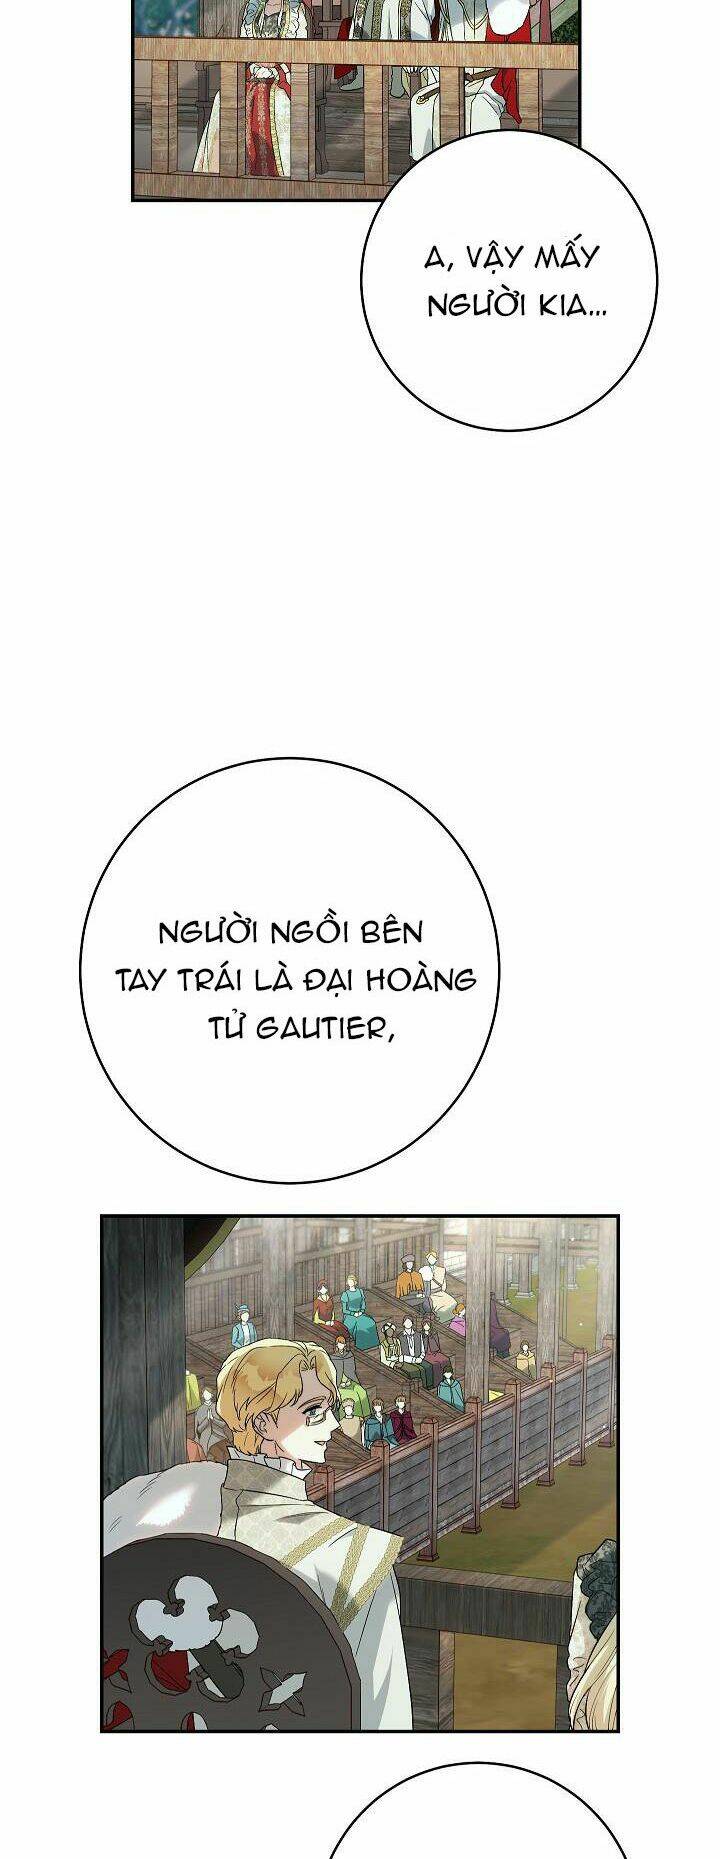 A, VẬY MẤY
NGƯỜI KIA...
NGƯỜI NGỒI BÊN
TAY TRÁI LÀ ĐẠI HOÀNG
TỬ GAUTIER,